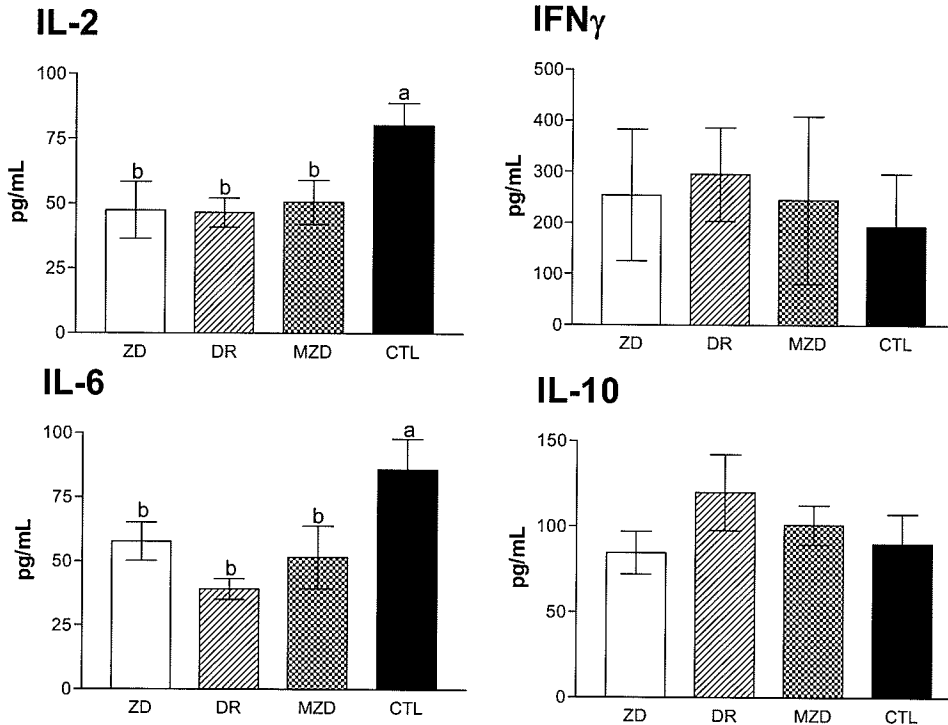 IL-2
pg/mL
100
75
50
25
0
b
b
b
a
ZD DR MZD CTL
IFNγ
pg/mL
500
400
300
200
100
0
ZD DR MZD CTL
IL-6
pg/mL
100
75
50
25
0
b
b
b
a
ZD DR MZD CTL
IL-10
pg/mL
150
100
50
0
ZD DR MZD CTL